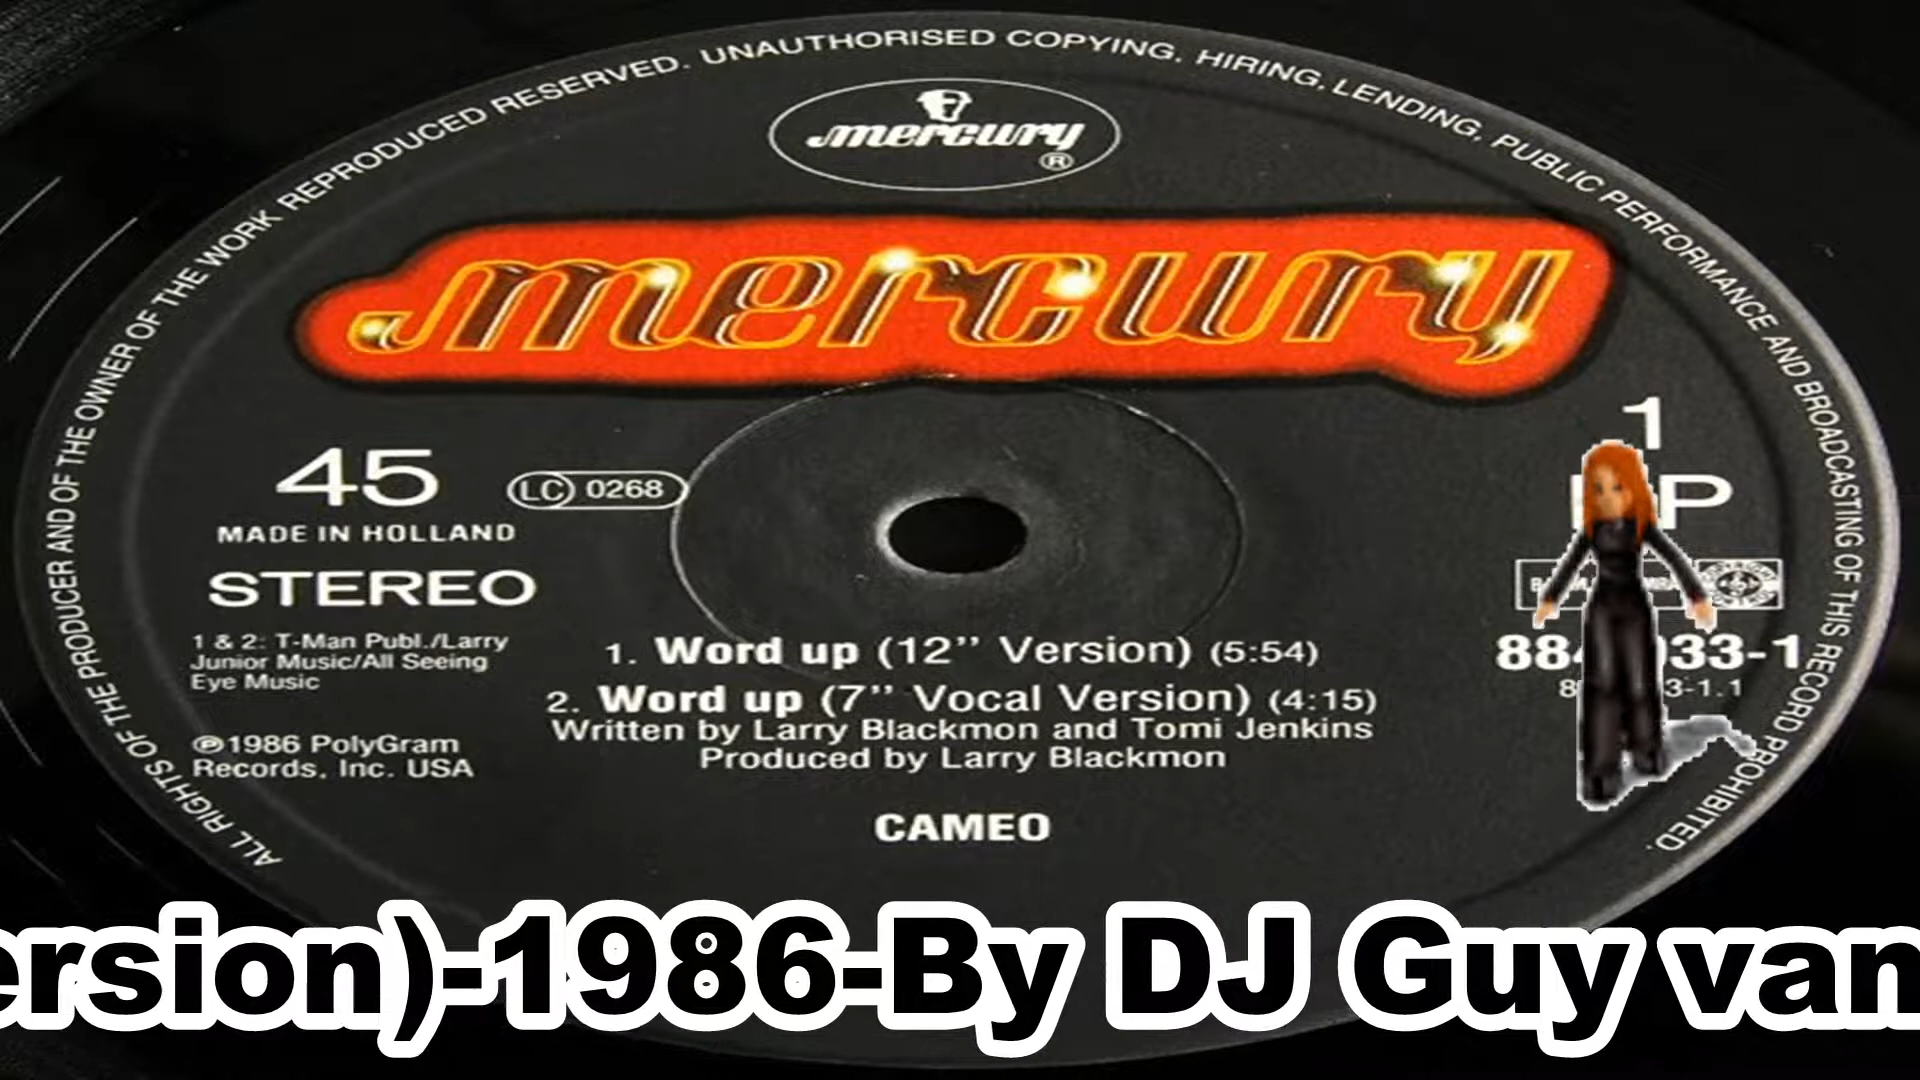 ALL RIGHTS OF THE PRODUCER AND OF THE OWNER OF THE WORK REPRODUCED RESERVED. UNAUTHORISED COPYING, HIRING, LENDING, PUBLIC PERFORMANCE AND BROADCASTING OF THIS RECORD PROHIBITED.
mercury
®
mercury
45
MADE IN HOLLAND
STEREO
LC 0268
1
1 & 2: T-Man Publ./Larry
Junior Music/All Seeing
Eye Music
℗1986 PolyGram
Records, Inc. USA
1. Word up (12” Version) (5:54)
2. Word up (7” Vocal Version) (4:15)
Written by Larry Blackmon and Tomi Jenkins
Produced by Larry Blackmon
CAMEO
ersion)-1986-By DJ Guy van